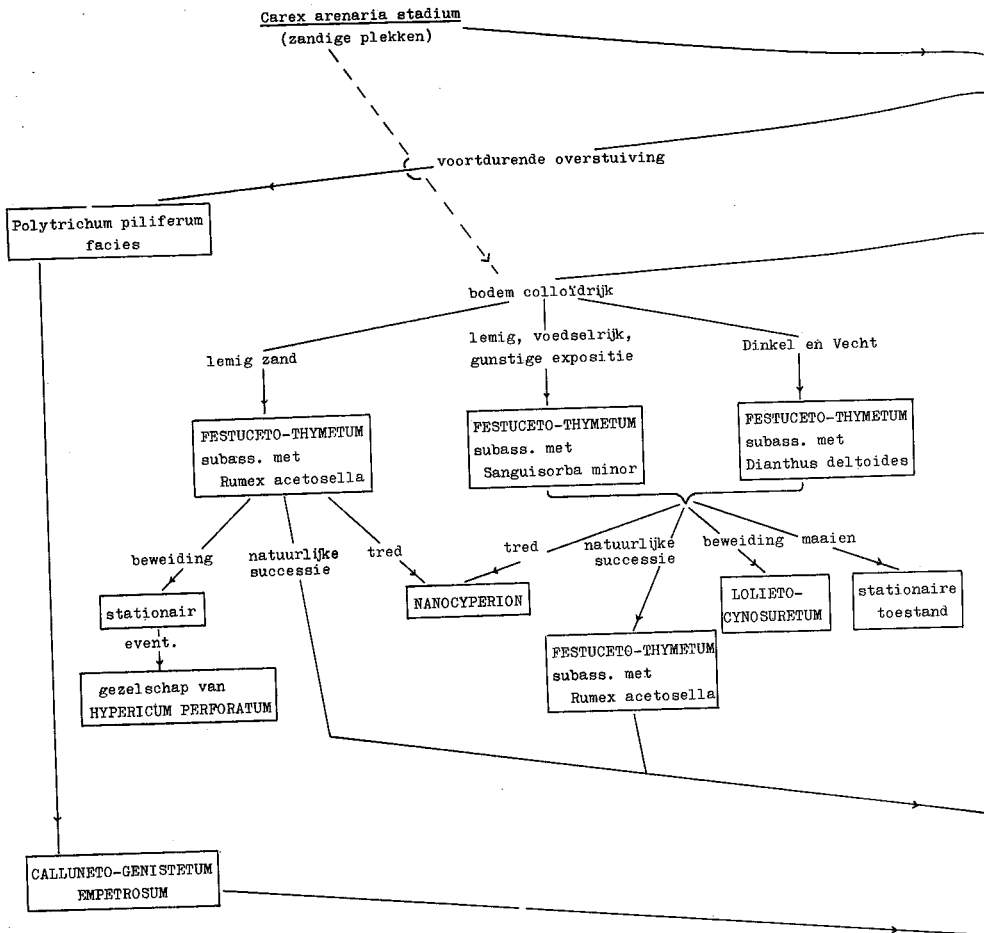 Carex arenaria stadium
(zandige plekken)
voortdurende overstuiving
Polytrichum piliferum
facies
bodem colloïdrijk
lemig zand
lemig, voedselrijk,
gunstige expositie
Dinkel en Vecht
FESTUCETO-THYMETUM
subass. met
Rumex acetosella
FESTUCETO-THYMETUM
subass. met
Sanguisorba minor
FESTUCETO-THYMETUM
subass. met
Dianthus deltoides
beweiding
natuurlijke
successie
tred
tred
natuurlijke
successie
beweiding
maaien
stationair
NANOCYPERION
LOLIETO-
CYNOSURETUM
stationaire
toestand
event.
gezelschap van
HYPERICUM PERFORATUM
FESTUCETO-THYMETUM
subass. met
Rumex acetosella
CALLUNETO-GENISTETUM
EMPETROSUM